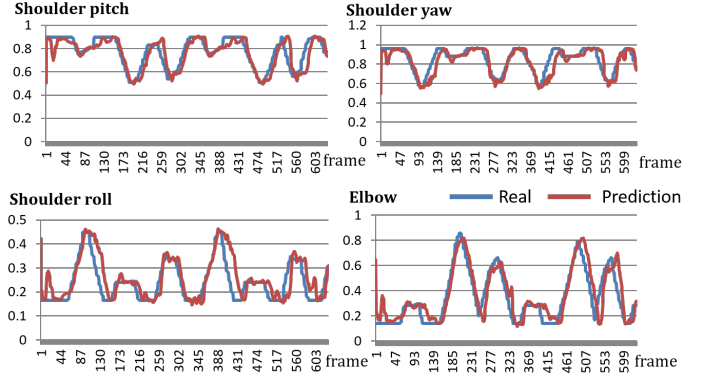 Shoulder pitch
1
0.8
0.6
0.4
0.2
0
1 44 87 130 173 216 259 302 345 388 431 474 517 560 603 frame
Shoulder yaw
1.2
1
0.8
0.6
0.4
0.2
0
1 47 93 139 185 231 277 323 369 415 461 507 553 599 frame
Shoulder roll
0.5
0.4
0.3
0.2
0.1
0
1 44 87 130 173 216 259 302 345 388 431 474 517 560 603 frame
Elbow
Real Prediction
1
0.8
0.6
0.4
0.2
0
1 47 93 139 185 231 277 323 369 415 461 507 553 599 frame